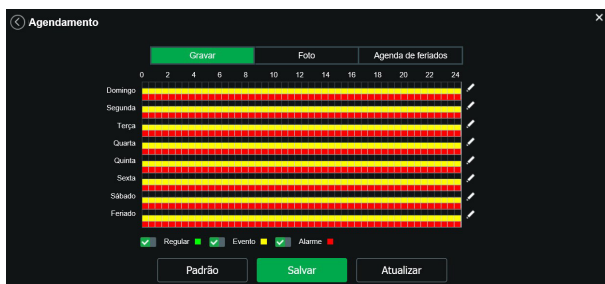 Agendamento
Gravar Foto Agenda de feriados
0 2 4 6 8 10 12 14 16 18 20 22 24
Domingo
Segunda
Terça
Quarta
Quinta
Sexta
Sábado
Feriado
Regular Evento Alarme
Padrão Salvar Atualizar